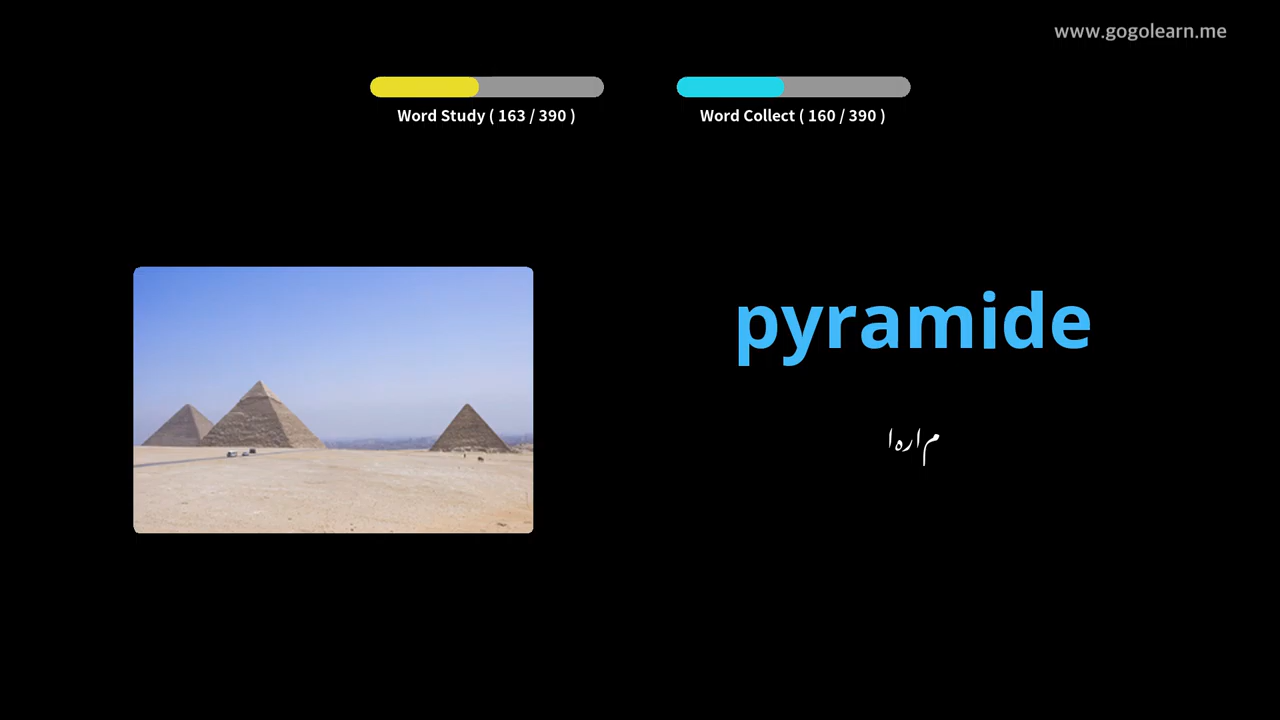 www.gogolearn.me
Word Study ( 163 / 390 )
Word Collect ( 160 / 390 )
pyramide
اہرام